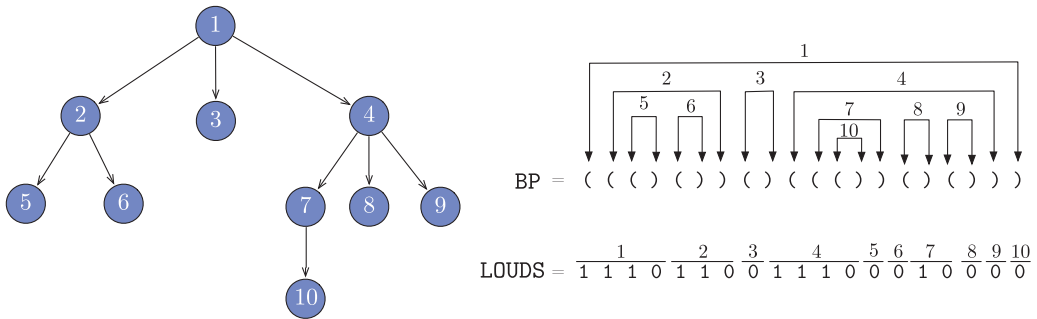 1
2 3 4
5 6 7 8 9
10
1
2 3 4
5 6 7 8 9
10
BP = ( ( ( ) ( ) ) ( ) ( ( ( ) ) ( ) ( ) ) )
1 2 3 4 5 6 7 8 9 10
LOUDS = 1 1 1 0 1 1 0 0 1 1 1 0 0 0 1 0 0 0 0